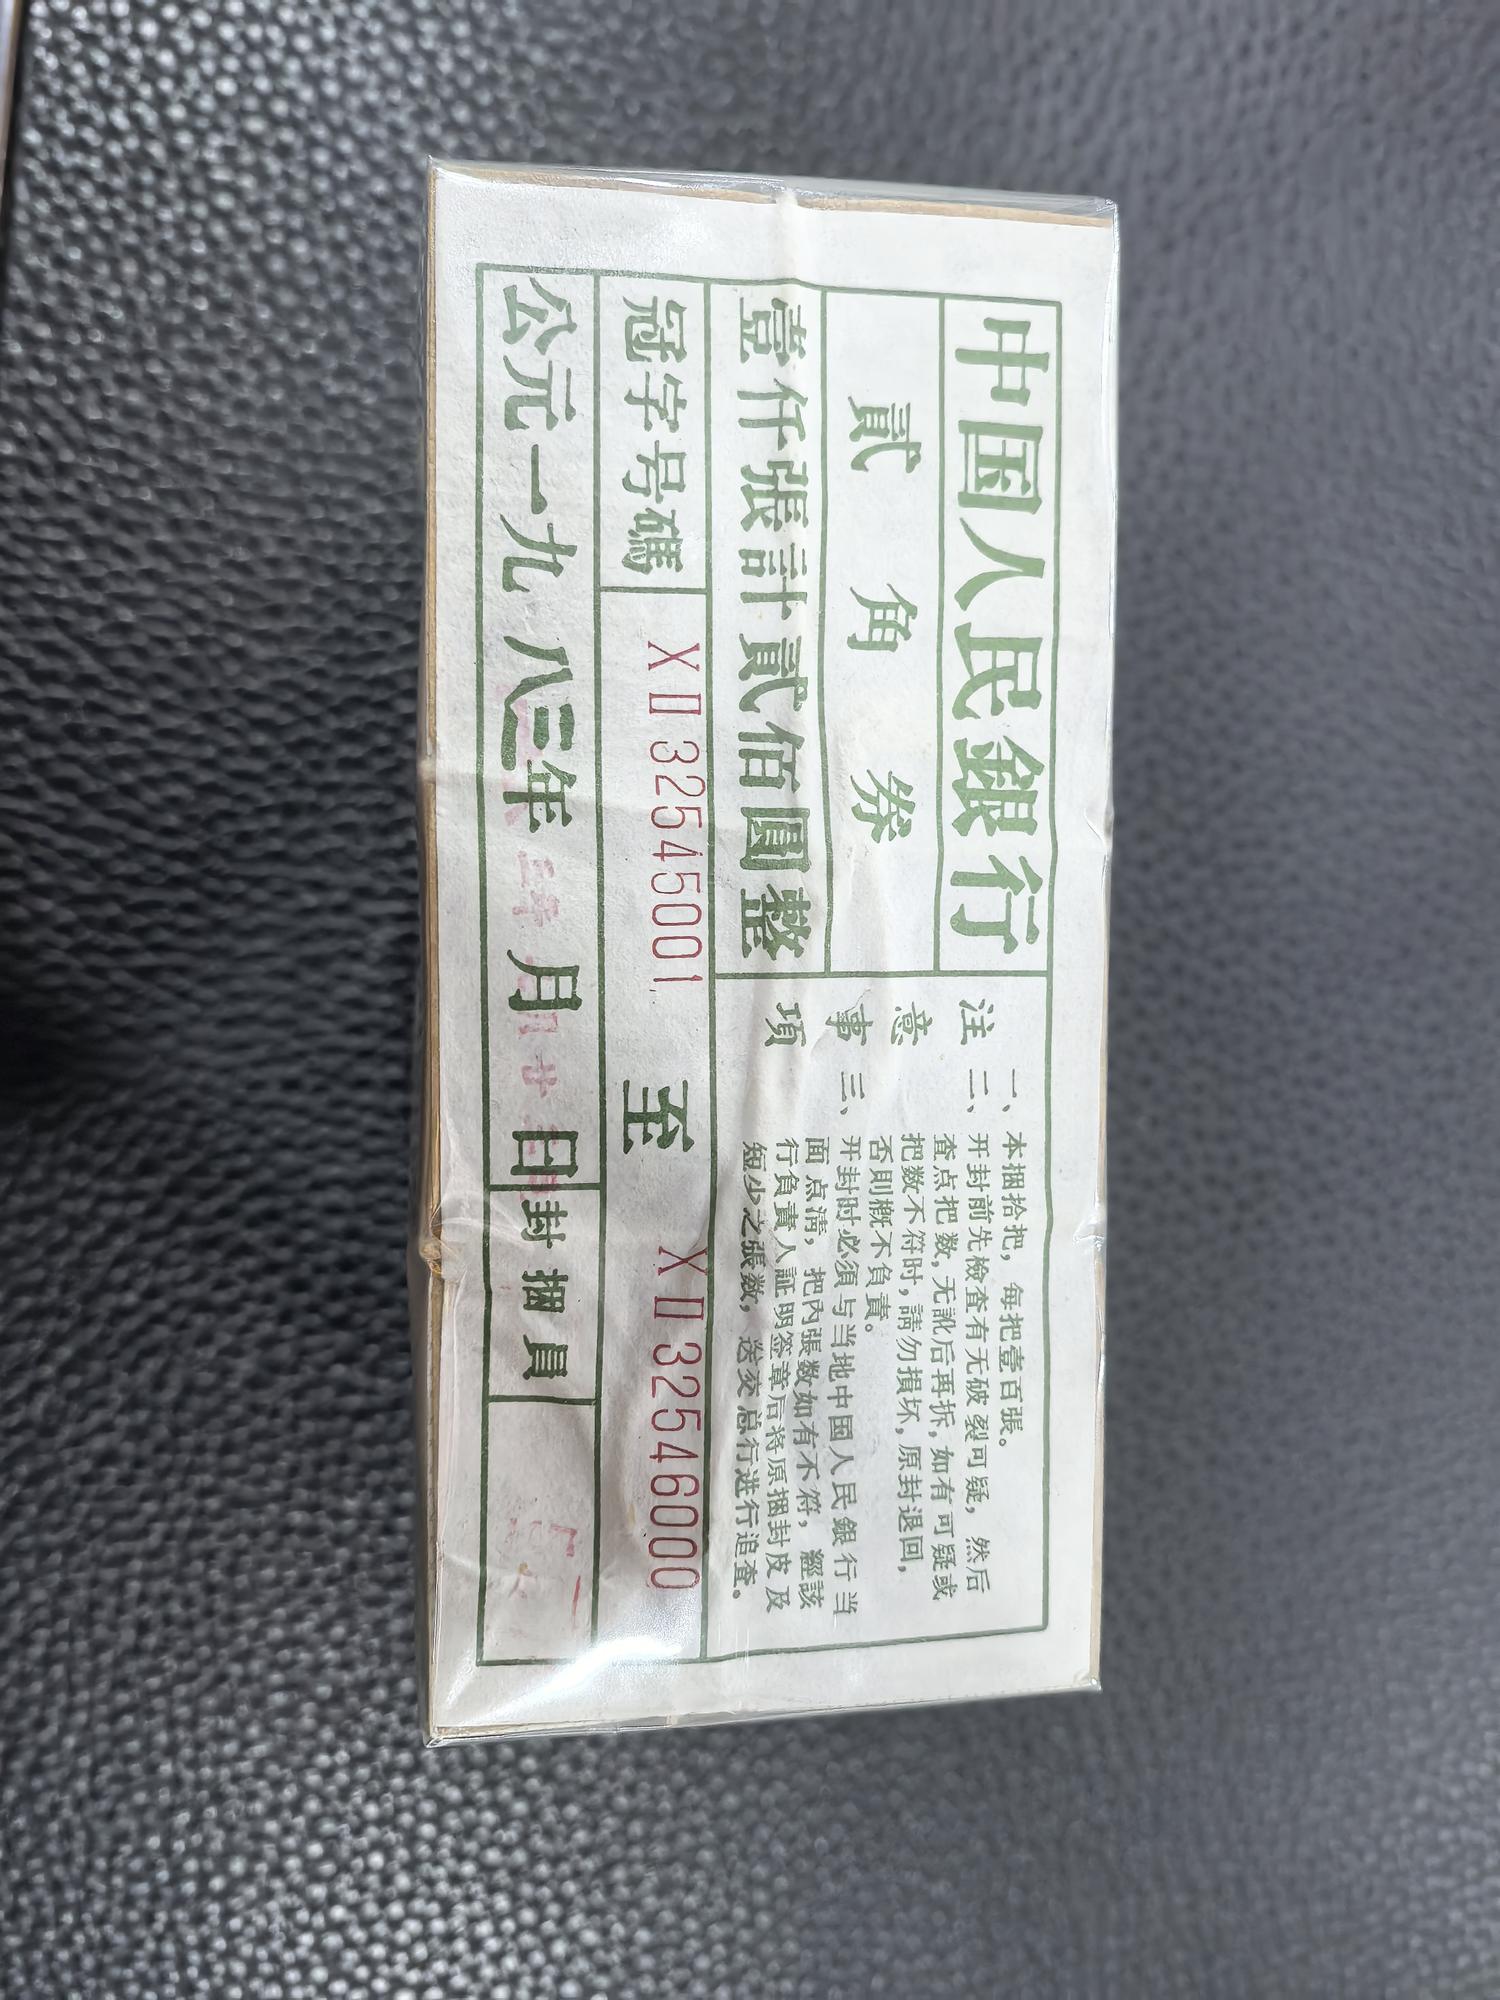 中国人民銀行
貳角券
壹仟張計貳佰圓整
注意事項
一、本捆拾把，每把壹百張。
二、开封前先檢查有无破裂可疑，然后
查点把数，无訛后再拆，如有可疑或
把数不符时，請勿損坏，原封退回，
否則概不負責。
三、开封时必須与当地中国人民銀行当
面点清，把內張数如有不符，經該
行負責人証明签章后将原捆封皮及
短少之張数，送交总行进行追查。
冠字号碼 X II 32545001 至 X II 32546000
公元一九八三年 月 日 封捆員